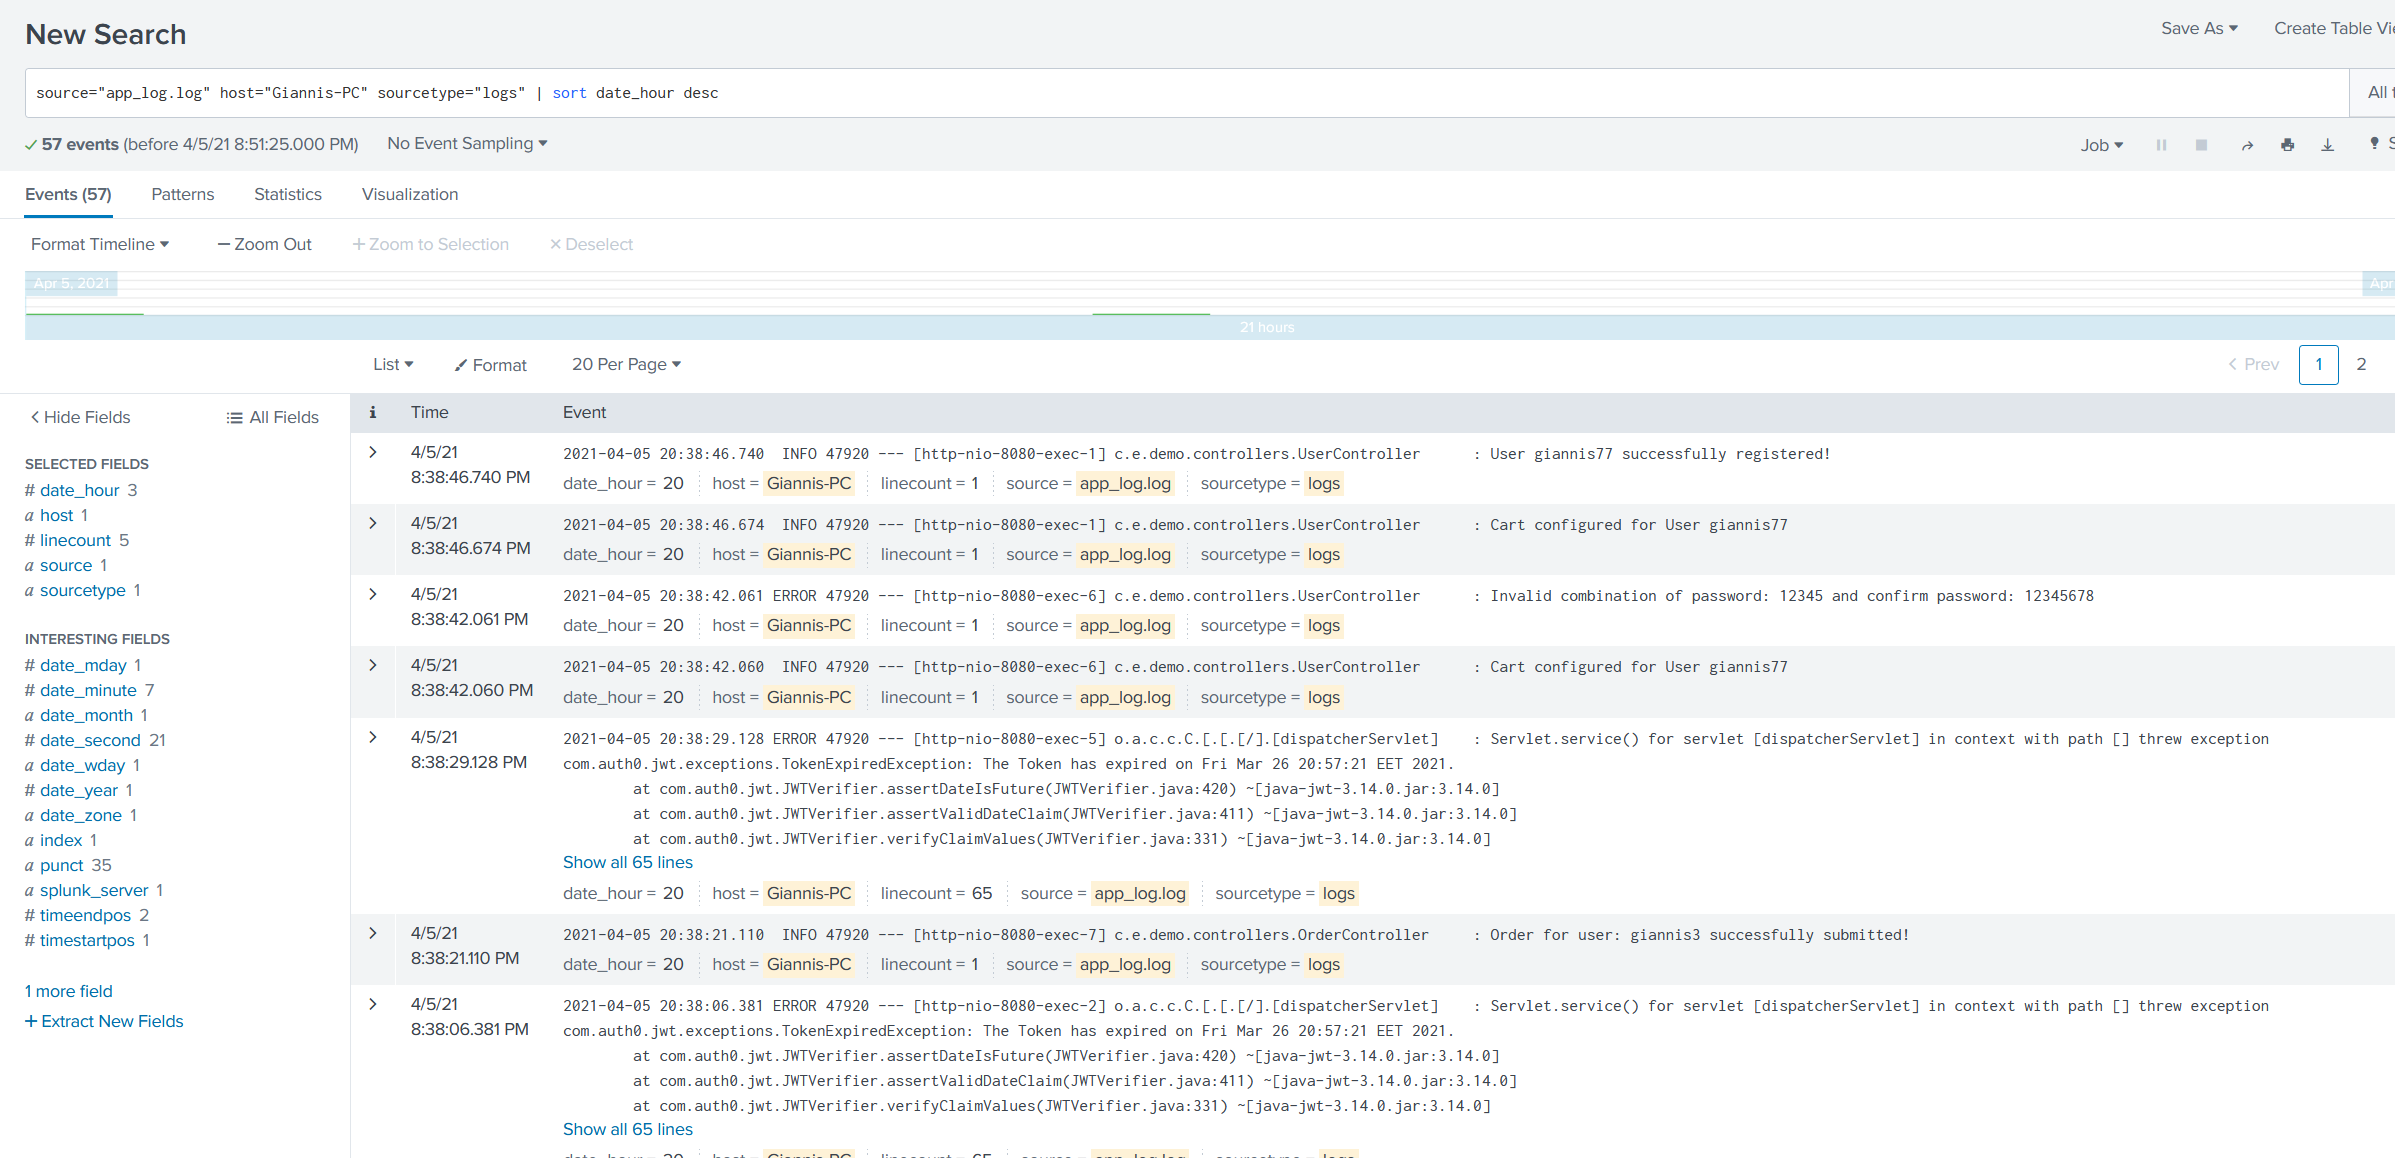 New Search
Save As
Create Table Vie
source="app_log.log" host="Giannis-PC" sourcetype="logs" | sort date_hour desc
All t
57 events (before 4/5/21 8:51:25.000 PM)
No Event Sampling
Job
S
Events (57)
Patterns
Statistics
Visualization
Format Timeline
— Zoom Out
+ Zoom to Selection
× Deselect
Apr 5, 2021
Apr
21 hours
List
Format
20 Per Page
< Prev
1
2
< Hide Fields
All Fields
SELECTED FIELDS
# date_hour 3
a host 1
# linecount 5
a source 1
a sourcetype 1
INTERESTING FIELDS
# date_mday 1
# date_minute 7
a date_month 1
# date_second 21
a date_wday 1
# date_year 1
a date_zone 1
a index 1
a punct 35
a splunk_server 1
# timeendpos 2
# timestartpos 1
1 more field
+ Extract New Fields
i
Time
Event
> 4/5/21
8:38:46.740 PM
2021-04-05 20:38:46.740  INFO 47920 --- [http-nio-8080-exec-1] c.e.demo.controllers.UserController      : User giannis77 successfully registered!
date_hour = 20 host = Giannis-PC linecount = 1 source = app_log.log sourcetype = logs
> 4/5/21
8:38:46.674 PM
2021-04-05 20:38:46.674  INFO 47920 --- [http-nio-8080-exec-1] c.e.demo.controllers.UserController      : Cart configured for User giannis77
date_hour = 20 host = Giannis-PC linecount = 1 source = app_log.log sourcetype = logs
> 4/5/21
8:38:42.061 PM
2021-04-05 20:38:42.061 ERROR 47920 --- [http-nio-8080-exec-6] c.e.demo.controllers.UserController      : Invalid combination of password: 12345 and confirm password: 12345678
date_hour = 20 host = Giannis-PC linecount = 1 source = app_log.log sourcetype = logs
> 4/5/21
8:38:42.060 PM
2021-04-05 20:38:42.060  INFO 47920 --- [http-nio-8080-exec-6] c.e.demo.controllers.UserController      : Cart configured for User giannis77
date_hour = 20 host = Giannis-PC linecount = 1 source = app_log.log sourcetype = logs
> 4/5/21
8:38:29.128 PM
2021-04-05 20:38:29.128 ERROR 47920 --- [http-nio-8080-exec-5] o.a.c.c.C.[.[.[/].[dispatcherServlet]    : Servlet.service() for servlet [dispatcherServlet] in context with path [] threw exception
com.auth0.jwt.exceptions.TokenExpiredException: The Token has expired on Fri Mar 26 20:57:21 EET 2021.
at com.auth0.jwt.JWTVerifier.assertDateIsFuture(JWTVerifier.java:420) ~[java-jwt-3.14.0.jar:3.14.0]
at com.auth0.jwt.JWTVerifier.assertValidDateClaim(JWTVerifier.java:411) ~[java-jwt-3.14.0.jar:3.14.0]
at com.auth0.jwt.JWTVerifier.verifyClaimValues(JWTVerifier.java:331) ~[java-jwt-3.14.0.jar:3.14.0]
Show all 65 lines
date_hour = 20 host = Giannis-PC linecount = 65 source = app_log.log sourcetype = logs
> 4/5/21
8:38:21.110 PM
2021-04-05 20:38:21.110  INFO 47920 --- [http-nio-8080-exec-7] c.e.demo.controllers.OrderController     : Order for user: giannis3 successfully submitted!
date_hour = 20 host = Giannis-PC linecount = 1 source = app_log.log sourcetype = logs
> 4/5/21
8:38:06.381 PM
2021-04-05 20:38:06.381 ERROR 47920 --- [http-nio-8080-exec-2] o.a.c.c.C.[.[.[/].[dispatcherServlet]    : Servlet.service() for servlet [dispatcherServlet] in context with path [] threw exception
com.auth0.jwt.exceptions.TokenExpiredException: The Token has expired on Fri Mar 26 20:57:21 EET 2021.
at com.auth0.jwt.JWTVerifier.assertDateIsFuture(JWTVerifier.java:420) ~[java-jwt-3.14.0.jar:3.14.0]
at com.auth0.jwt.JWTVerifier.assertValidDateClaim(JWTVerifier.java:411) ~[java-jwt-3.14.0.jar:3.14.0]
at com.auth0.jwt.JWTVerifier.verifyClaimValues(JWTVerifier.java:331) ~[java-jwt-3.14.0.jar:3.14.0]
Show all 65 lines
date_hour = 20 host = Giannis-PC linecount = 65 source = app_log.log sourcetype = logs